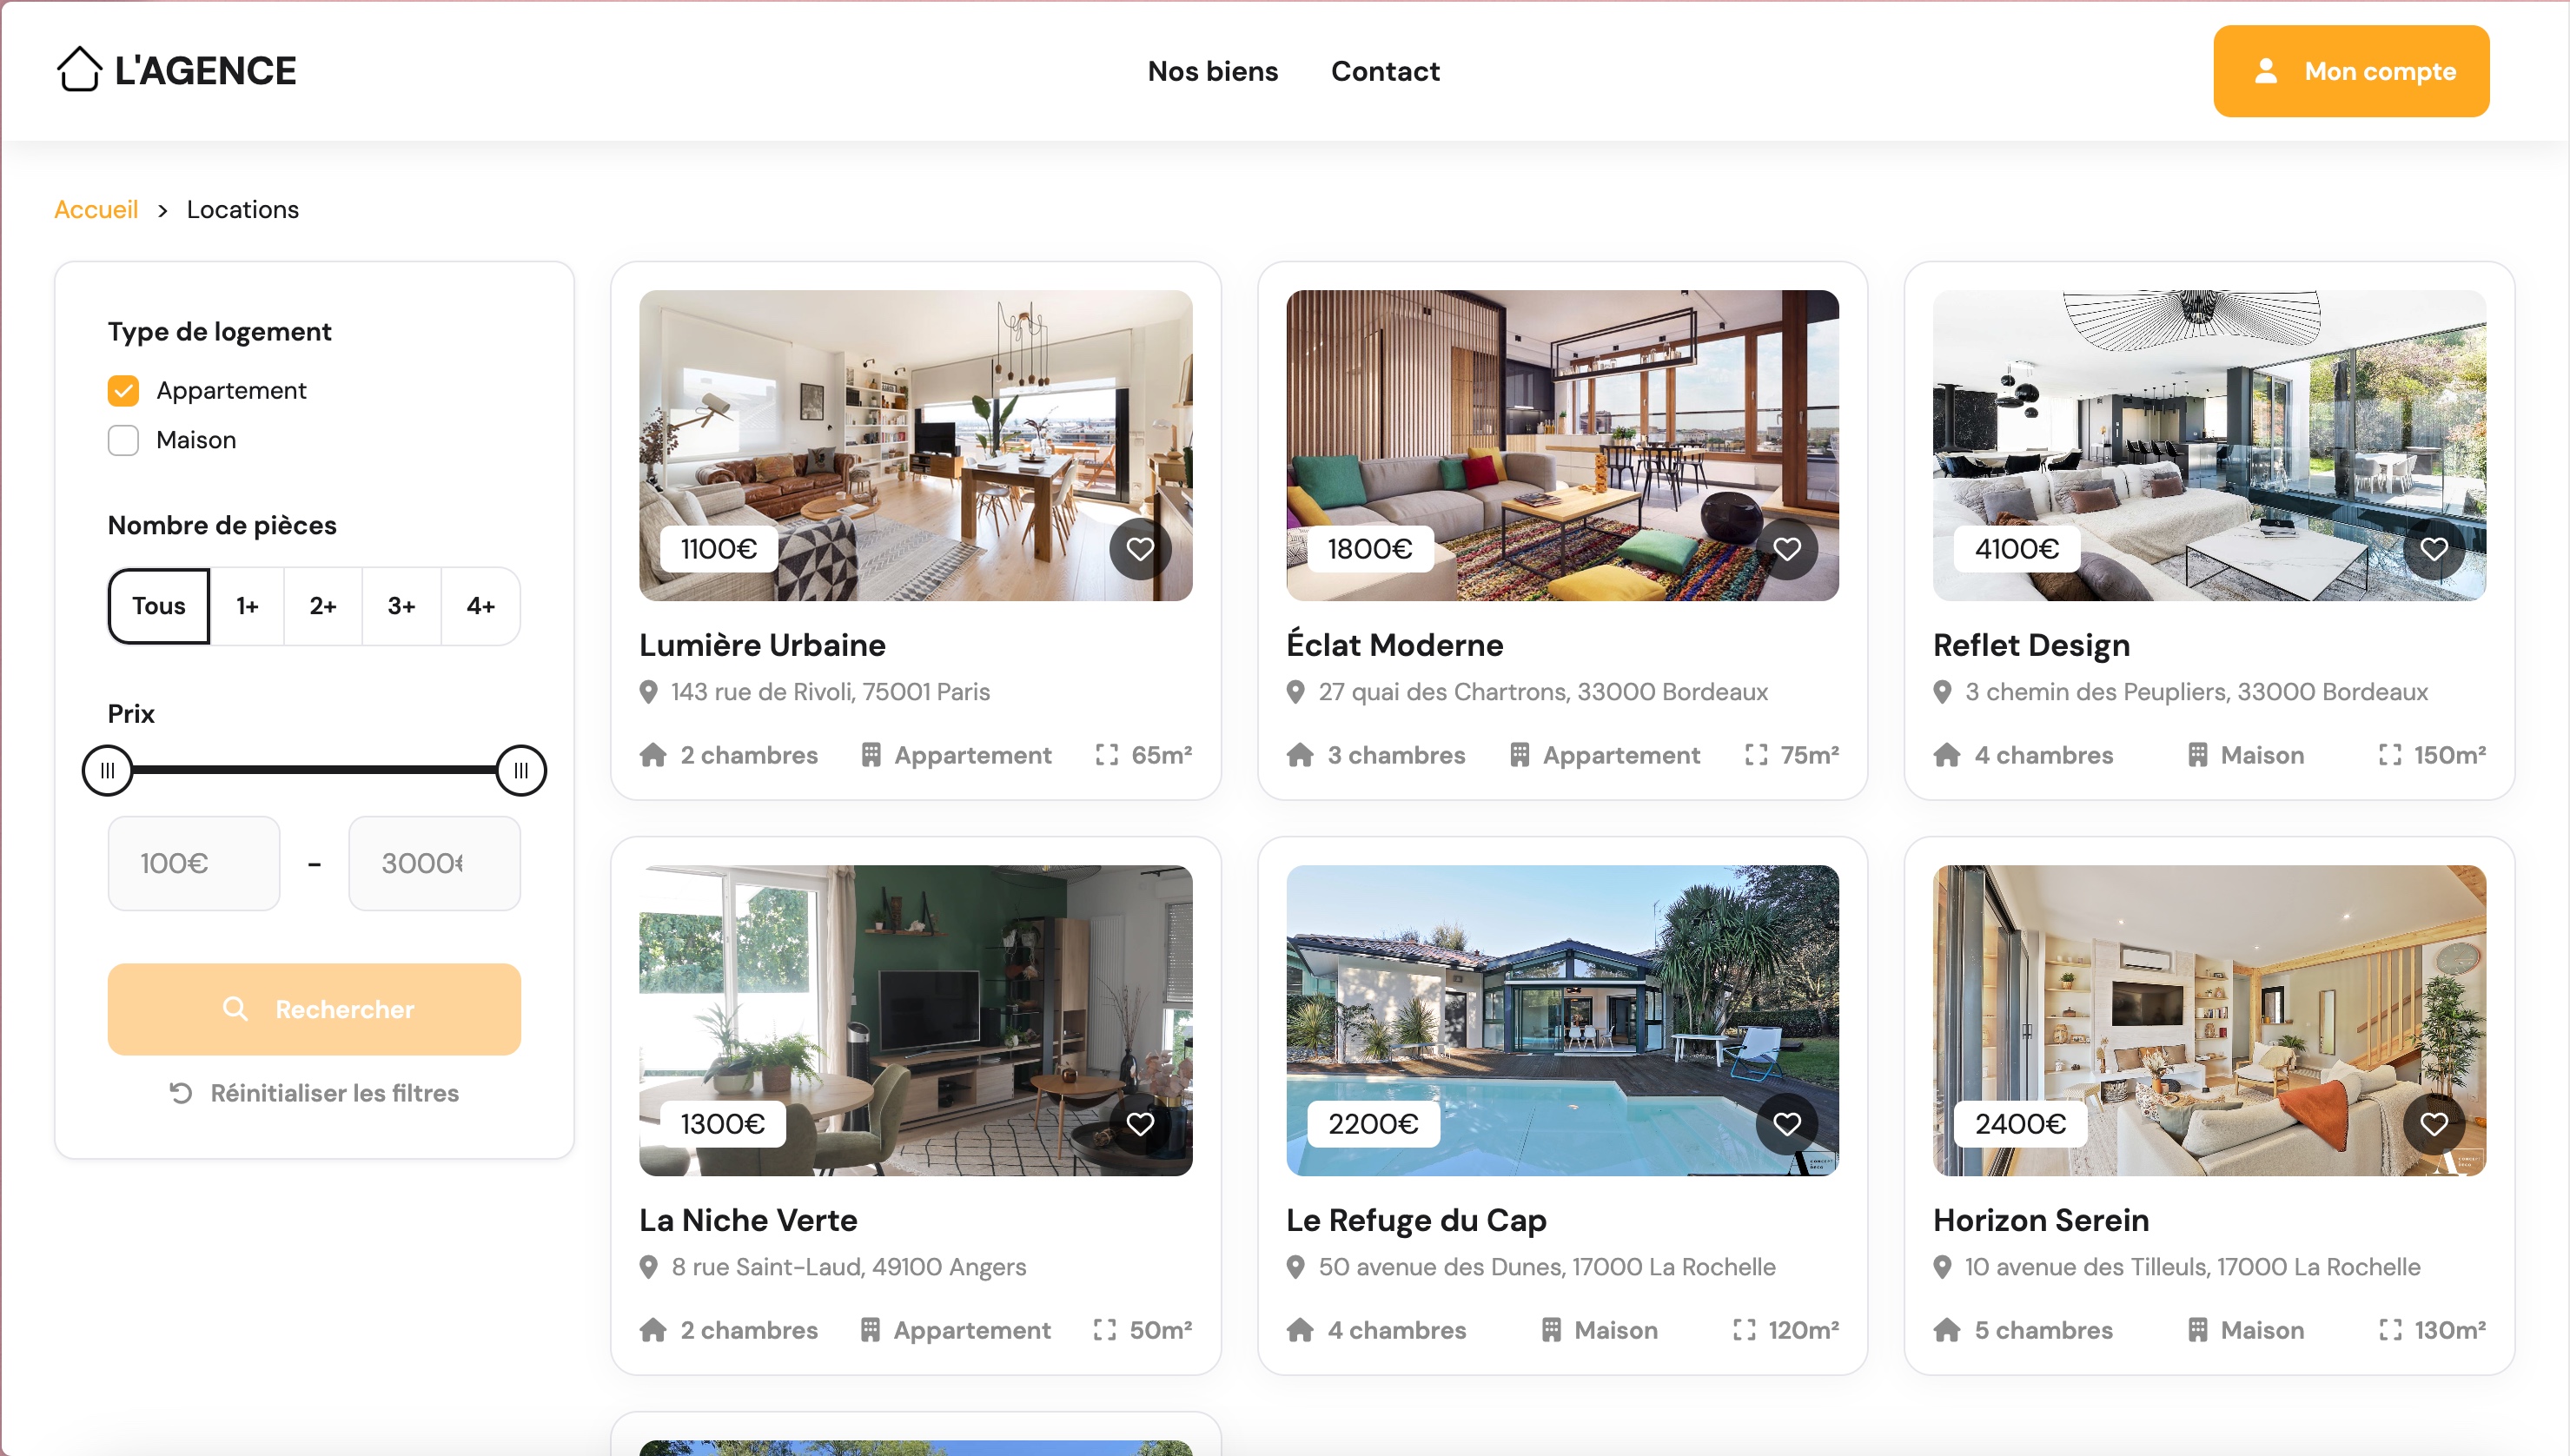 L'AGENCE
Nos biens
Contact
Mon compte
Accueil > Locations
Type de logement
Appartement
Maison
Nombre de pièces
Tous 1+ 2+ 3+ 4+
Prix
100€ - 3000€
Rechercher
Réinitialiser les filtres
1100€
Lumière Urbaine
143 rue de Rivoli, 75001 Paris
2 chambres Appartement 65m²
1800€
Éclat Moderne
27 quai des Chartrons, 33000 Bordeaux
3 chambres Appartement 75m²
4100€
Reflet Design
3 chemin des Peupliers, 33000 Bordeaux
4 chambres Maison 150m²
1300€
La Niche Verte
8 rue Saint-Laud, 49100 Angers
2 chambres Appartement 50m²
2200€
Le Refuge du Cap
50 avenue des Dunes, 17000 La Rochelle
4 chambres Maison 120m²
2400€
Horizon Serein
10 avenue des Tilleuls, 17000 La Rochelle
5 chambres Maison 130m²